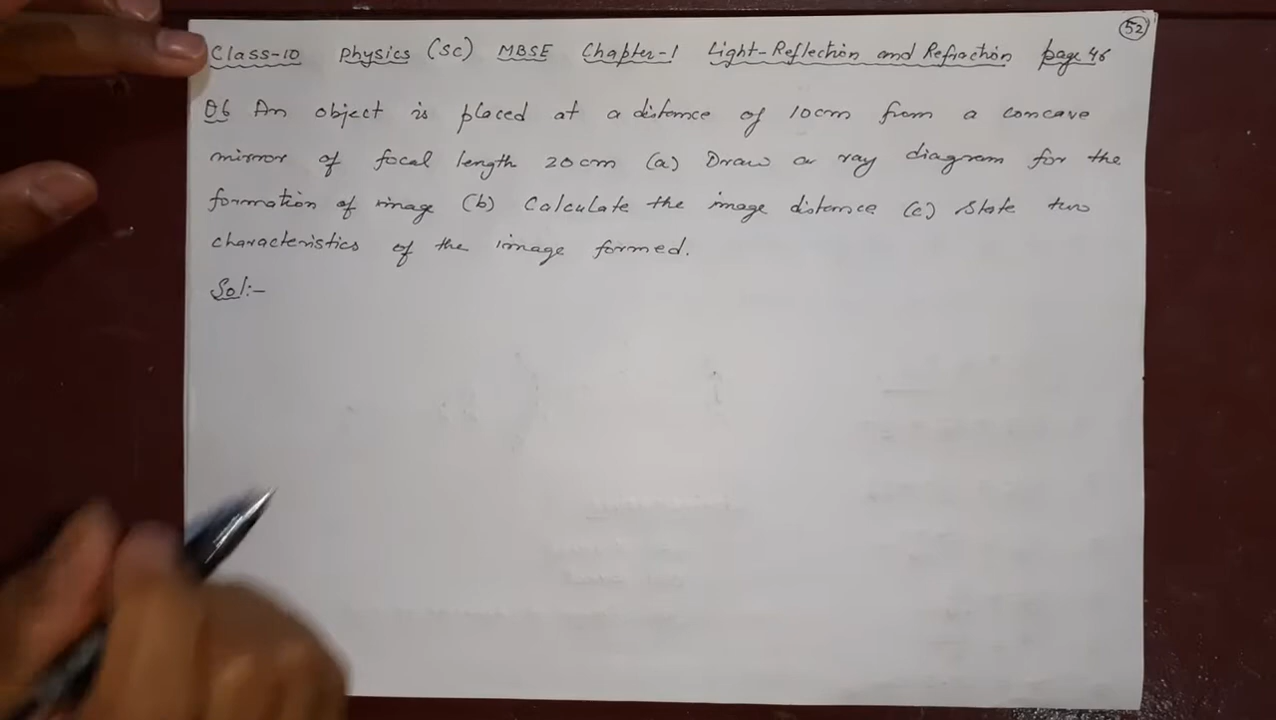 52
Class-10 Physics (SC) MBSE Chapter-1 Light-Reflection and Refraction page 46
Q6 An object is placed at a distance of 10cm from a concave
mirror of focal length 20cm (a) Draw a ray diagram for the
formation of image (b) Calculate the image distance (c) State two
characteristics of the image formed.
Sol:-